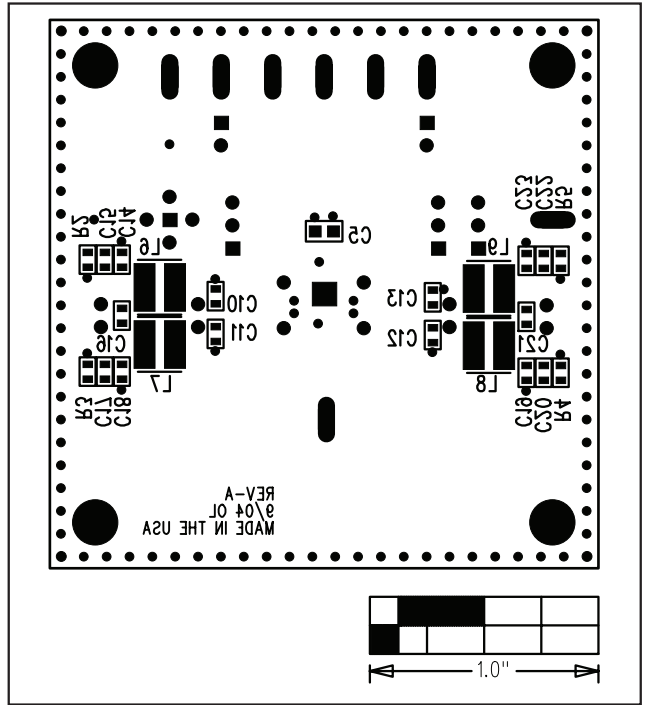 C23
C22
R5
R2
C15
C14
C5
L6
L9
C10
C13
C11
C12
C16
C21
L7
L8
R3
C17
C18
C19
C20
R4
REV-A
9/04 OL
MADE IN THE USA
1.0"